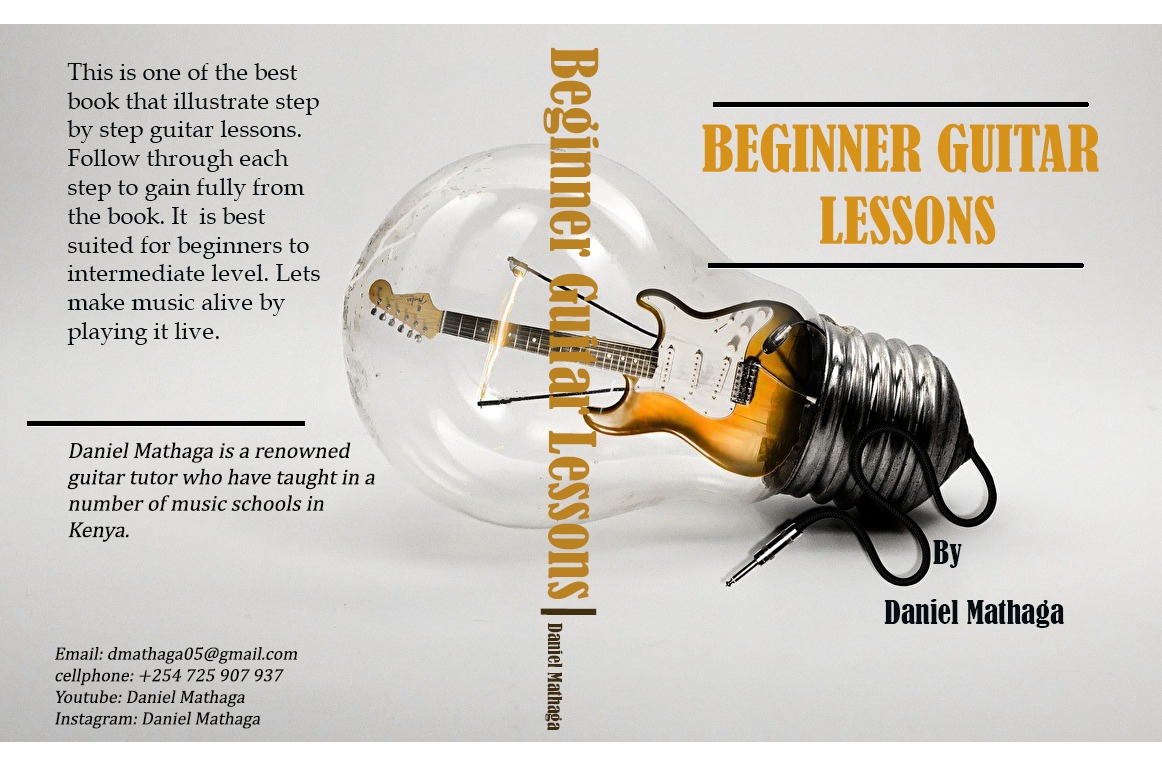 This is one of the best
book that illustrate step
by step guitar lessons.
Follow through each
step to gain fully from
the book. It  is best
suited for beginners to
intermediate level. Lets
make music alive by
playing it live.
Daniel Mathaga is a renowned
guitar tutor who have taught in a
number of music schools in
Kenya.
Email: dmathaga05@gmail.com
cellphone: +254 725 907 937
Youtube: Daniel Mathaga
Instagram: Daniel Mathaga
Beginner Guitar Lessons
Daniel Mathaga
BEGINNER GUITAR
LESSONS
Fender
By
Daniel Mathaga